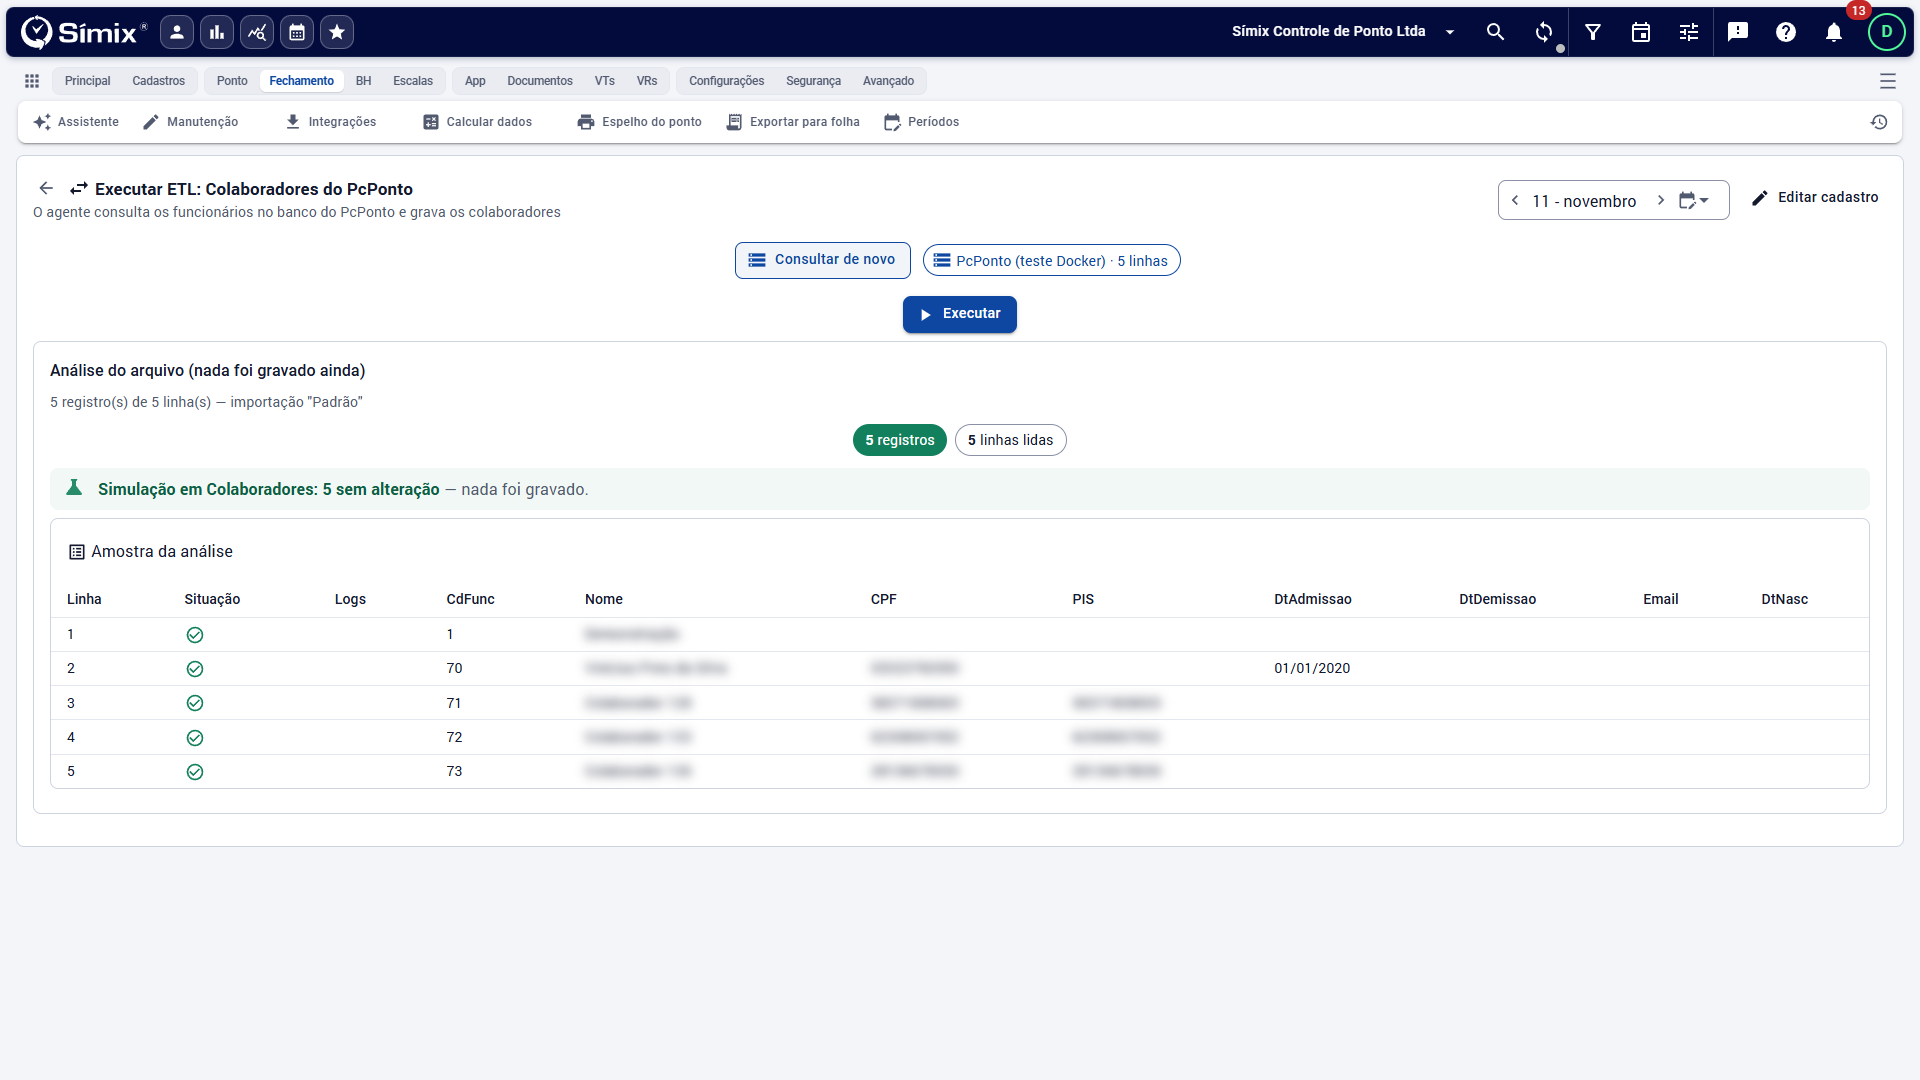 Símix®
Símix Controle de Ponto Ltda
13
D
Principal Cadastros Ponto Fechamento BH Escalas App Documentos VTs VRs Configurações Segurança Avançado
Assistente Manutenção Integrações Calcular dados Espelho do ponto Exportar para folha Períodos
Executar ETL: Colaboradores do PcPonto
O agente consulta os funcionários no banco do PcPonto e grava os colaboradores
11 - novembro
Editar cadastro
Consultar de novo
PcPonto (teste Docker) · 5 linhas
Executar
Análise do arquivo (nada foi gravado ainda)
5 registro(s) de 5 linha(s) — importação "Padrão"
5 registros
5 linhas lidas
Simulação em Colaboradores: 5 sem alteração — nada foi gravado.
Amostra da análise
Linha Situação Logs CdFunc Nome CPF PIS DtAdmissao DtDemissao Email DtNasc
1 1
2 70 01/01/2020
3 71
4 72
5 73